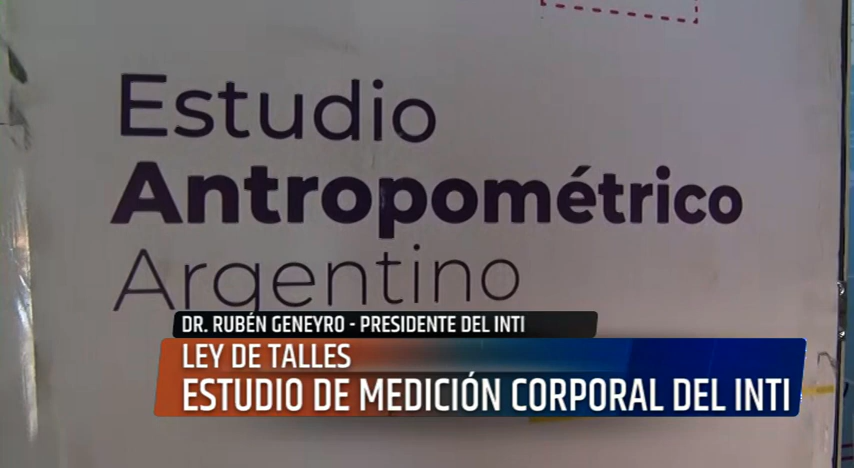 Estudio
Antropométrico
Argentino
DR. RUBÉN GENEYRO - PRESIDENTE DEL INTI
LEY DE TALLES
ESTUDIO DE MEDICIÓN CORPORAL DEL INTI